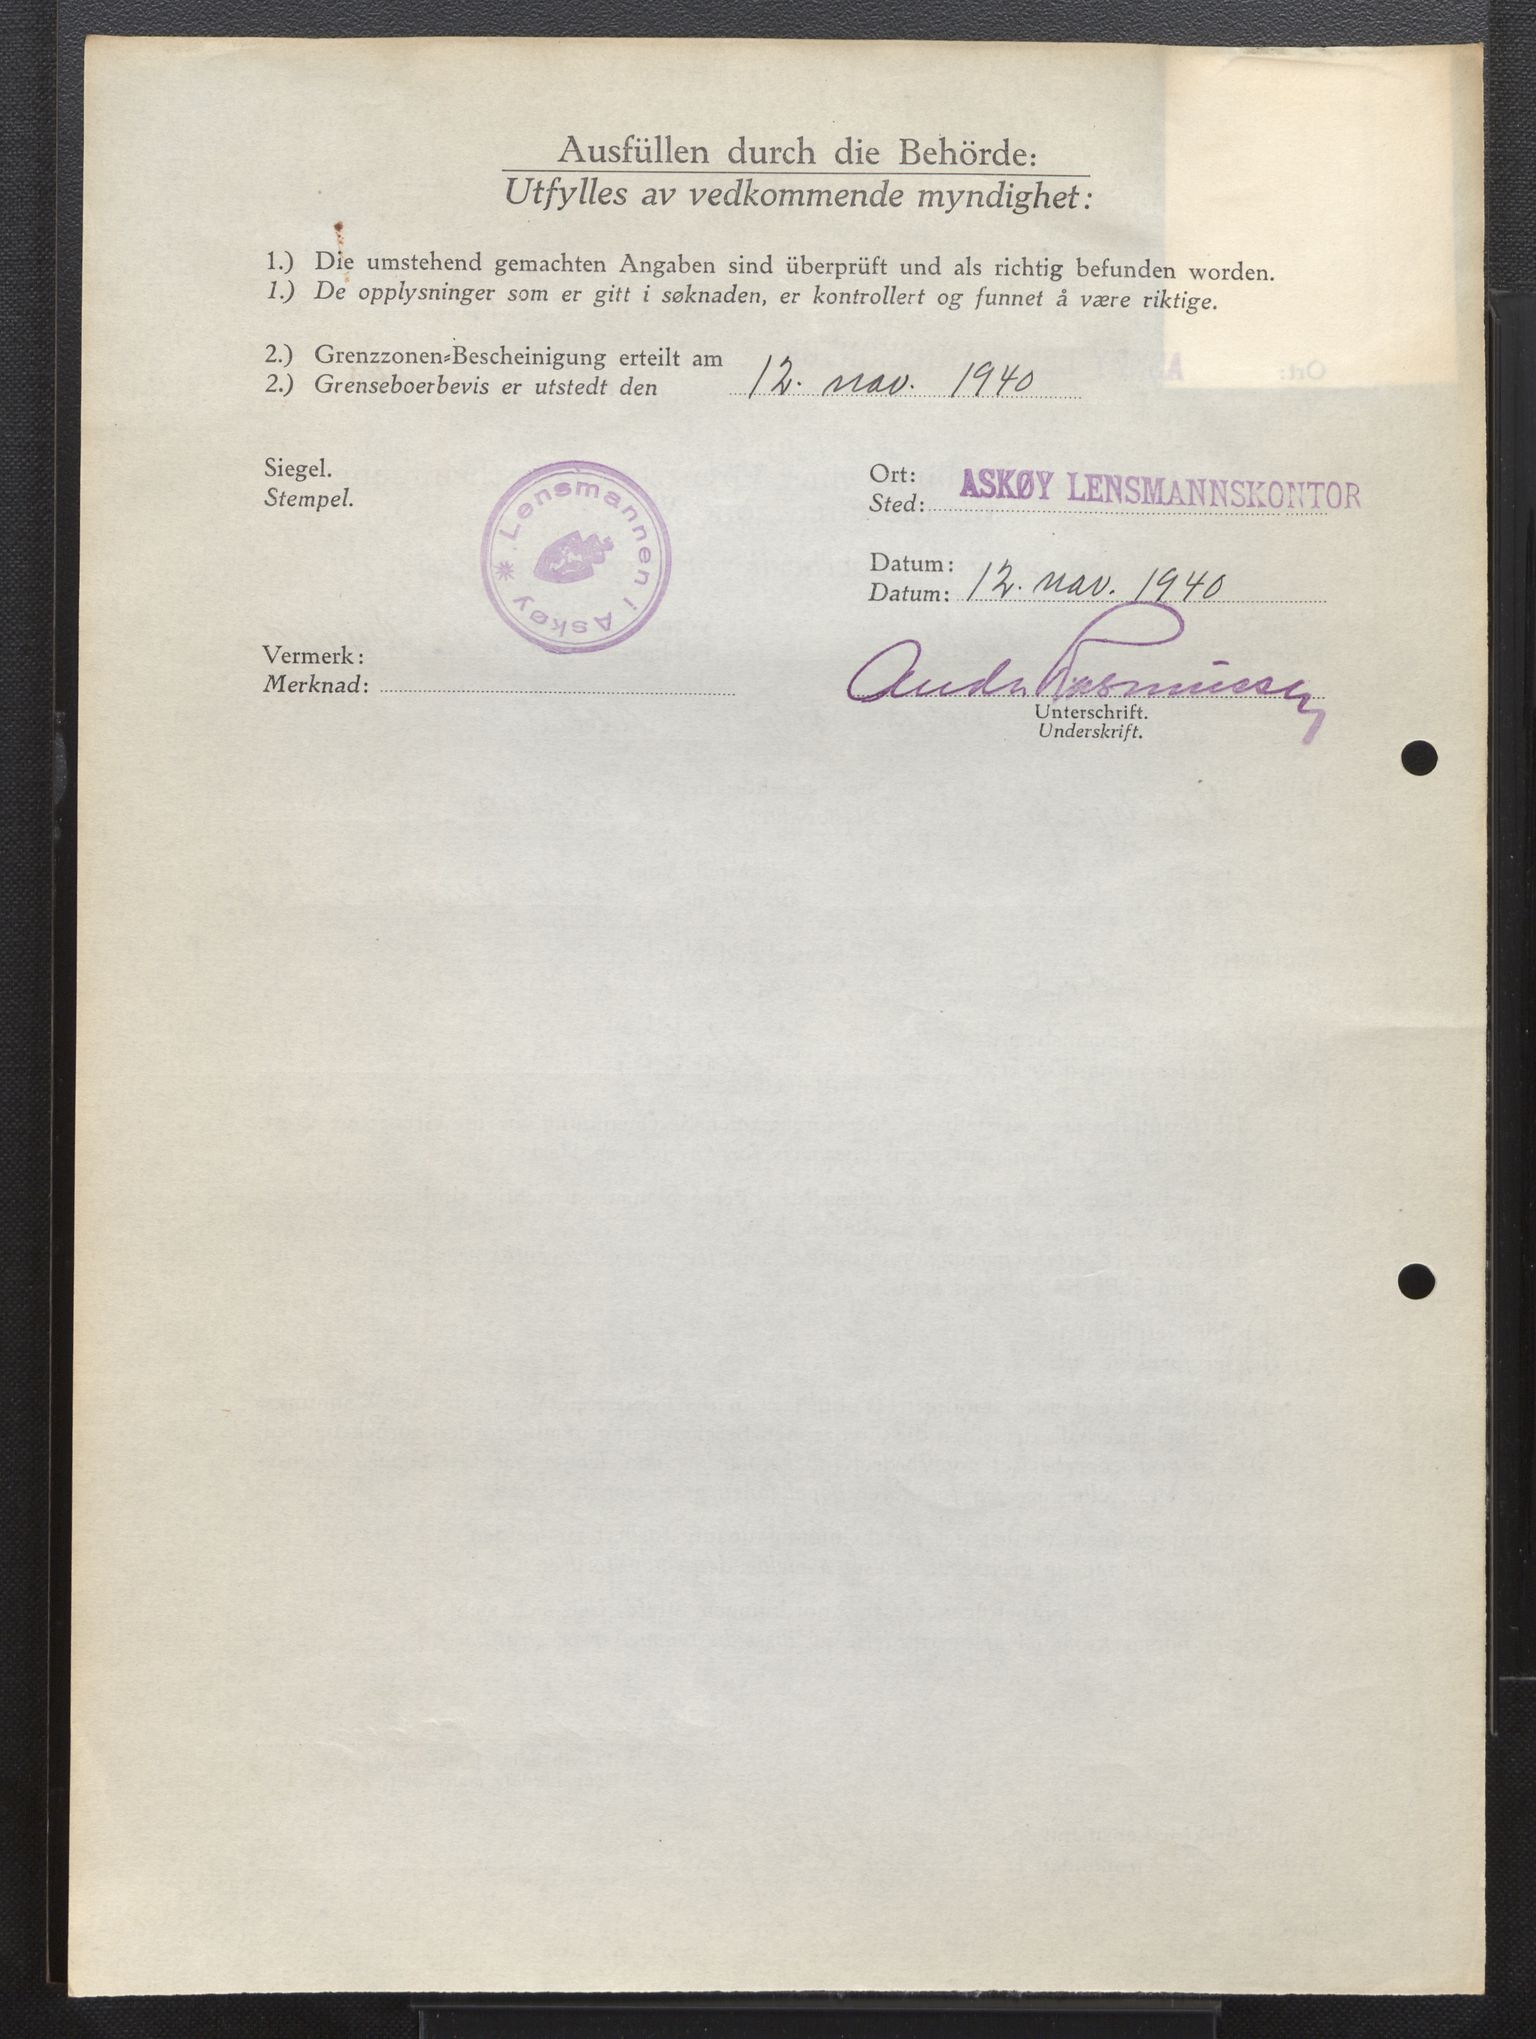 Ausfüllen durch die Behörde:
Utfylles av vedkommende myndighet:
1.) Die umstehend gemachten Angaben sind überprüft und als richtig befunden worden.
1.) De opplysninger som er gitt i søknaden, er kontrollert og funnet å være riktige.
2.) Grenzzonen-Bescheinigung erteilt am
2.) Grenseboerbevis er utstedt den 12. nov. 1940
Siegel.
Stempel.
Lensmannen i Askøy
Ort:
Sted: ASKØY LENSMANNSKONTOR
Datum:
Datum: 12. nov. 1940
Vermerk:
Merknad:
Rasmussen
Unterschrift.
Underskrift.